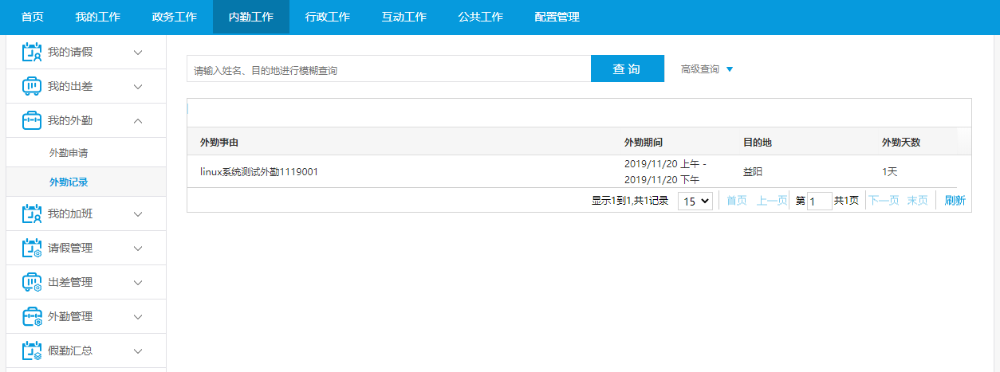 首页 我的工作 政务工作 内勤工作 行政工作 互动工作 公共工作 配置管理
我的请假
我的出差
我的外勤
外勤申请
外勤记录
我的加班
请假管理
出差管理
外勤管理
假勤汇总
请输入姓名、目的地进行模糊查询 查 询 高级查询
外勤事由 外勤期间 目的地 外勤天数
linux系统测试外勤1119001 2019/11/20 上午 - 益阳 1天
2019/11/20 下午
显示1到1,共1记录 15 首页 上一页 第 1 共1页 下一页 末页 刷新